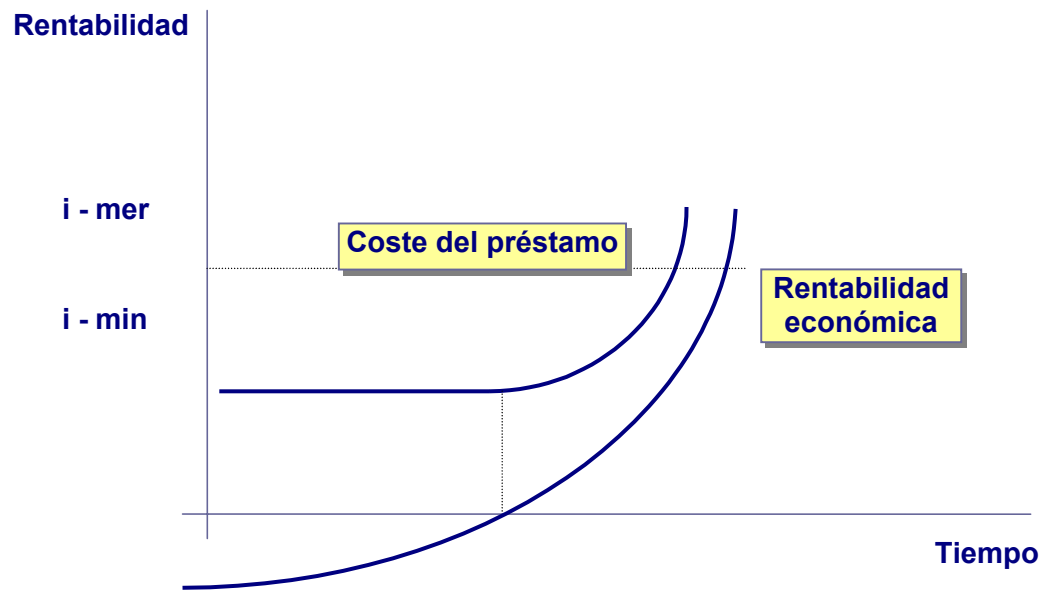 Rentabilidad
i - mer
Coste del préstamo
Rentabilidad
económica
i - min
Tiempo